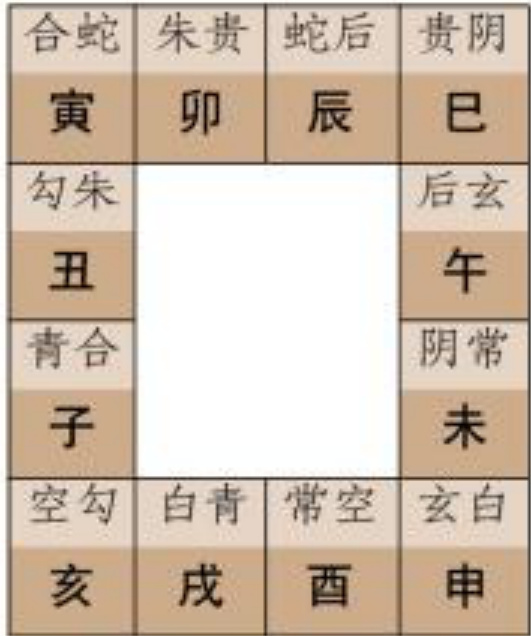 合蛇 朱贵 蛇后 贵阴
寅 卯 辰 巳
勾朱 后玄
丑 午
青合 阴常
子 未
空勾 白青 常空 玄白
亥 戌 酉 申